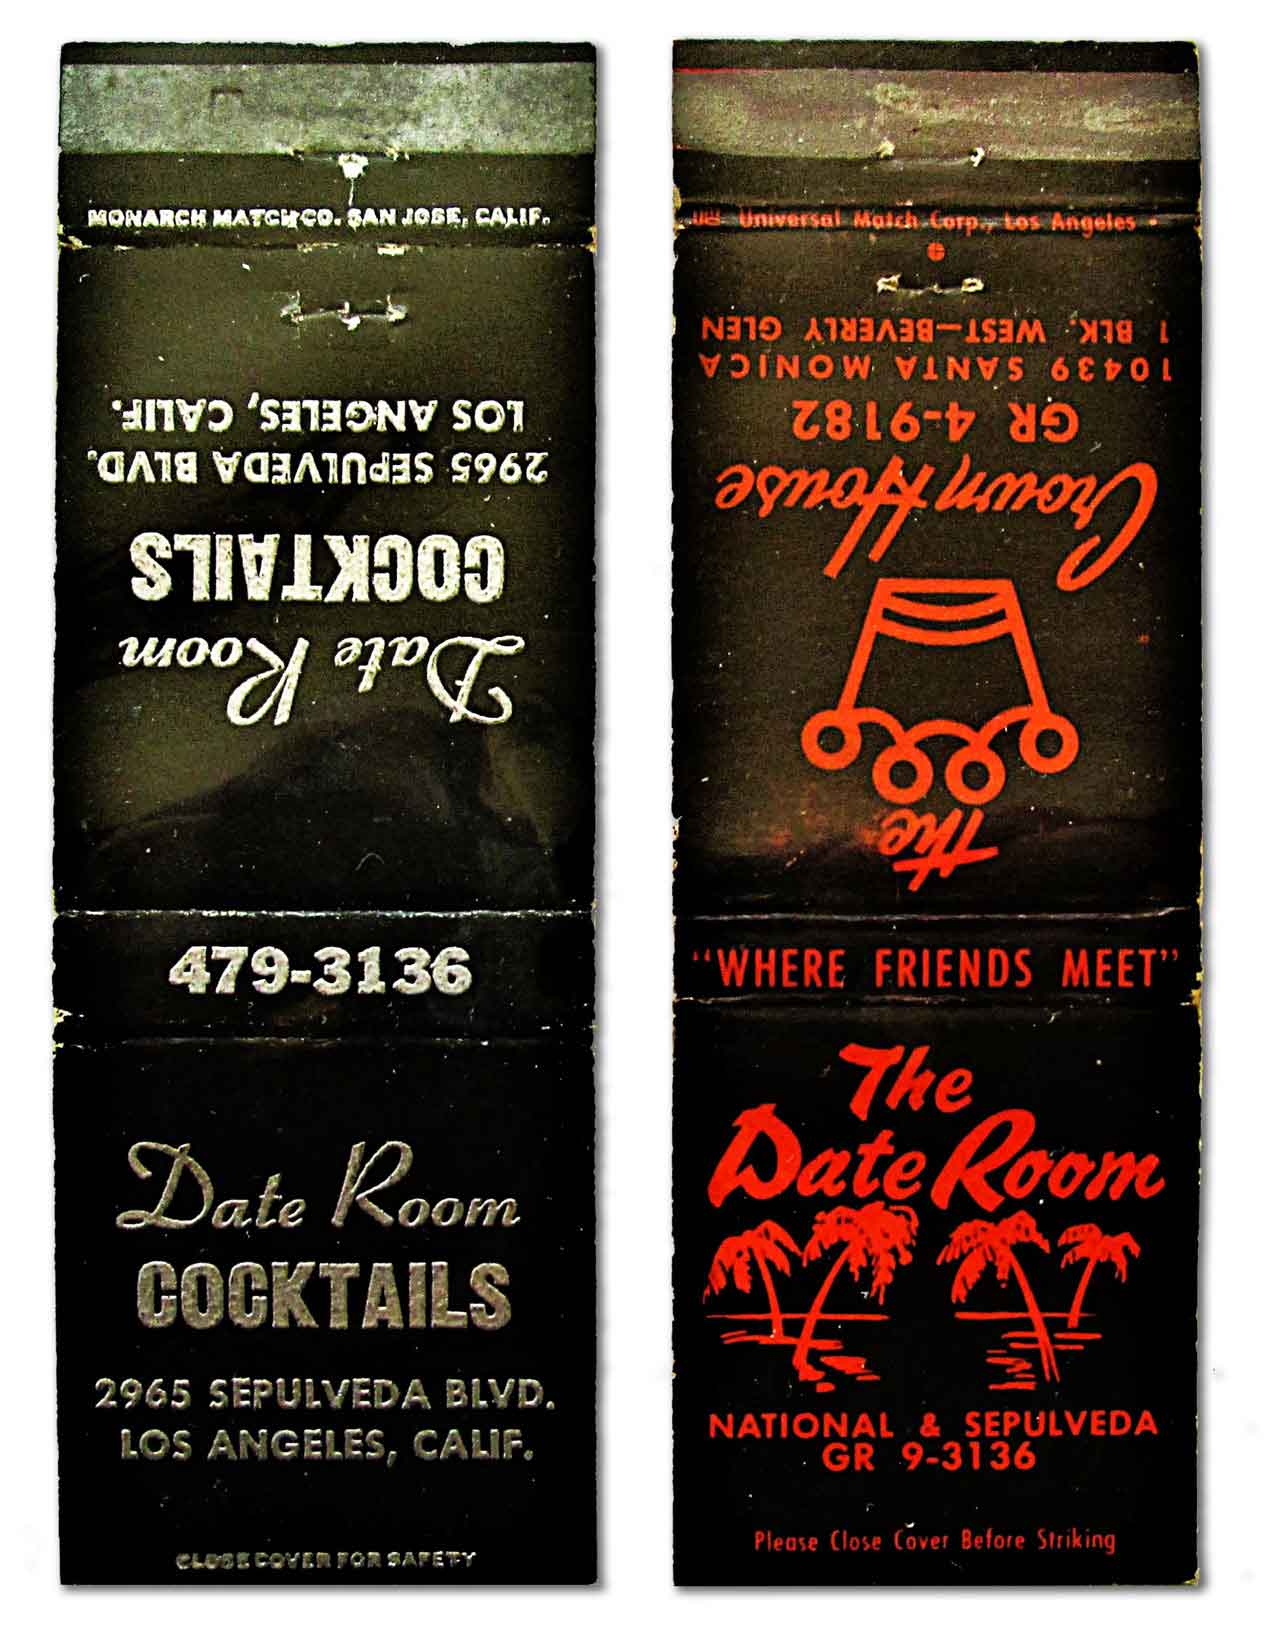 MONARCH MATCH CO. SAN JOSE, CALIF.
Date Room
COCKTAILS
2965 SEPULVEDA BLVD.
LOS ANGELES, CALIF.
479-3136
Date Room
COCKTAILS
2965 SEPULVEDA BLVD.
LOS ANGELES, CALIF.
CLOSE COVER FOR SAFETY
Universal Match Corp., Los Angeles
The
Crown House
GR 4-9182
10439 SANTA MONICA
1 BLK. WEST—BEVERLY GLEN
"WHERE FRIENDS MEET"
The
Date Room
NATIONAL & SEPULVEDA
GR 9-3136
Please Close Cover Before Striking